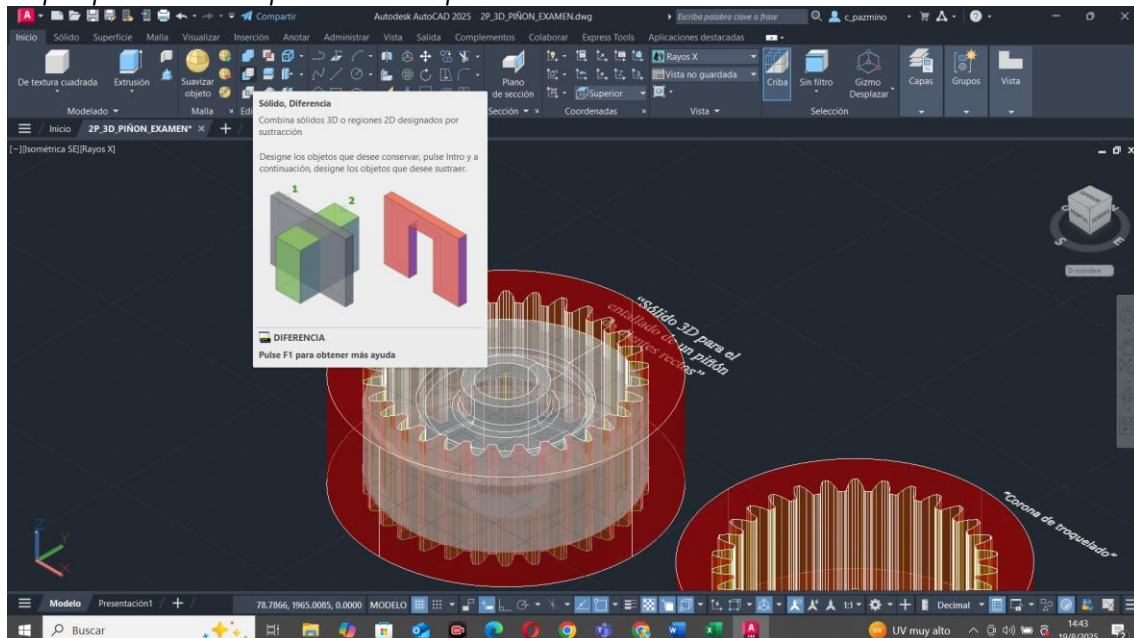 Compartir
Autodesk AutoCAD 2025 2P_3D_PIÑON_EXAMEN.dwg
Escriba palabra clave o frase
c_pazmino
Inicio Sólido Superficie Malla Visualizar Inserción Anotar Administrar Vista Salida Complementos Colaborar Express Tools Aplicaciones destacadas
De textura cuadrada
Extrusión
Suavizar objeto
Plano de sección
Rayos X
Vista no guardada
Superior
Criba
Sin filtro
Gizmo Desplazar
Capas
Grupos
Vista
Modelado
Malla
Sección
Coordenadas
Vista
Selección
Inicio 2P_3D_PIÑON_EXAMEN*
[−][Isométrica SE][Rayos X]
Sólido, Diferencia
Combina sólidos 3D o regiones 2D designados por
sustracción
Designe los objetos que desee conservar, pulse Intro y a
continuación, designe los objetos que desee sustraer.
1
2
DIFERENCIA
Pulse F1 para obtener más ayuda
"Sólido 3D para el
entallado de un piñón
de dientes rectos"
"Corona de troquelado"
S
E
Z
Y
X
Modelo Presentación1
78.7866, 1965.0085, 0.0000 MODELO
1:1
Decimal
Buscar
UV muy alto
14:43
19/8/2025